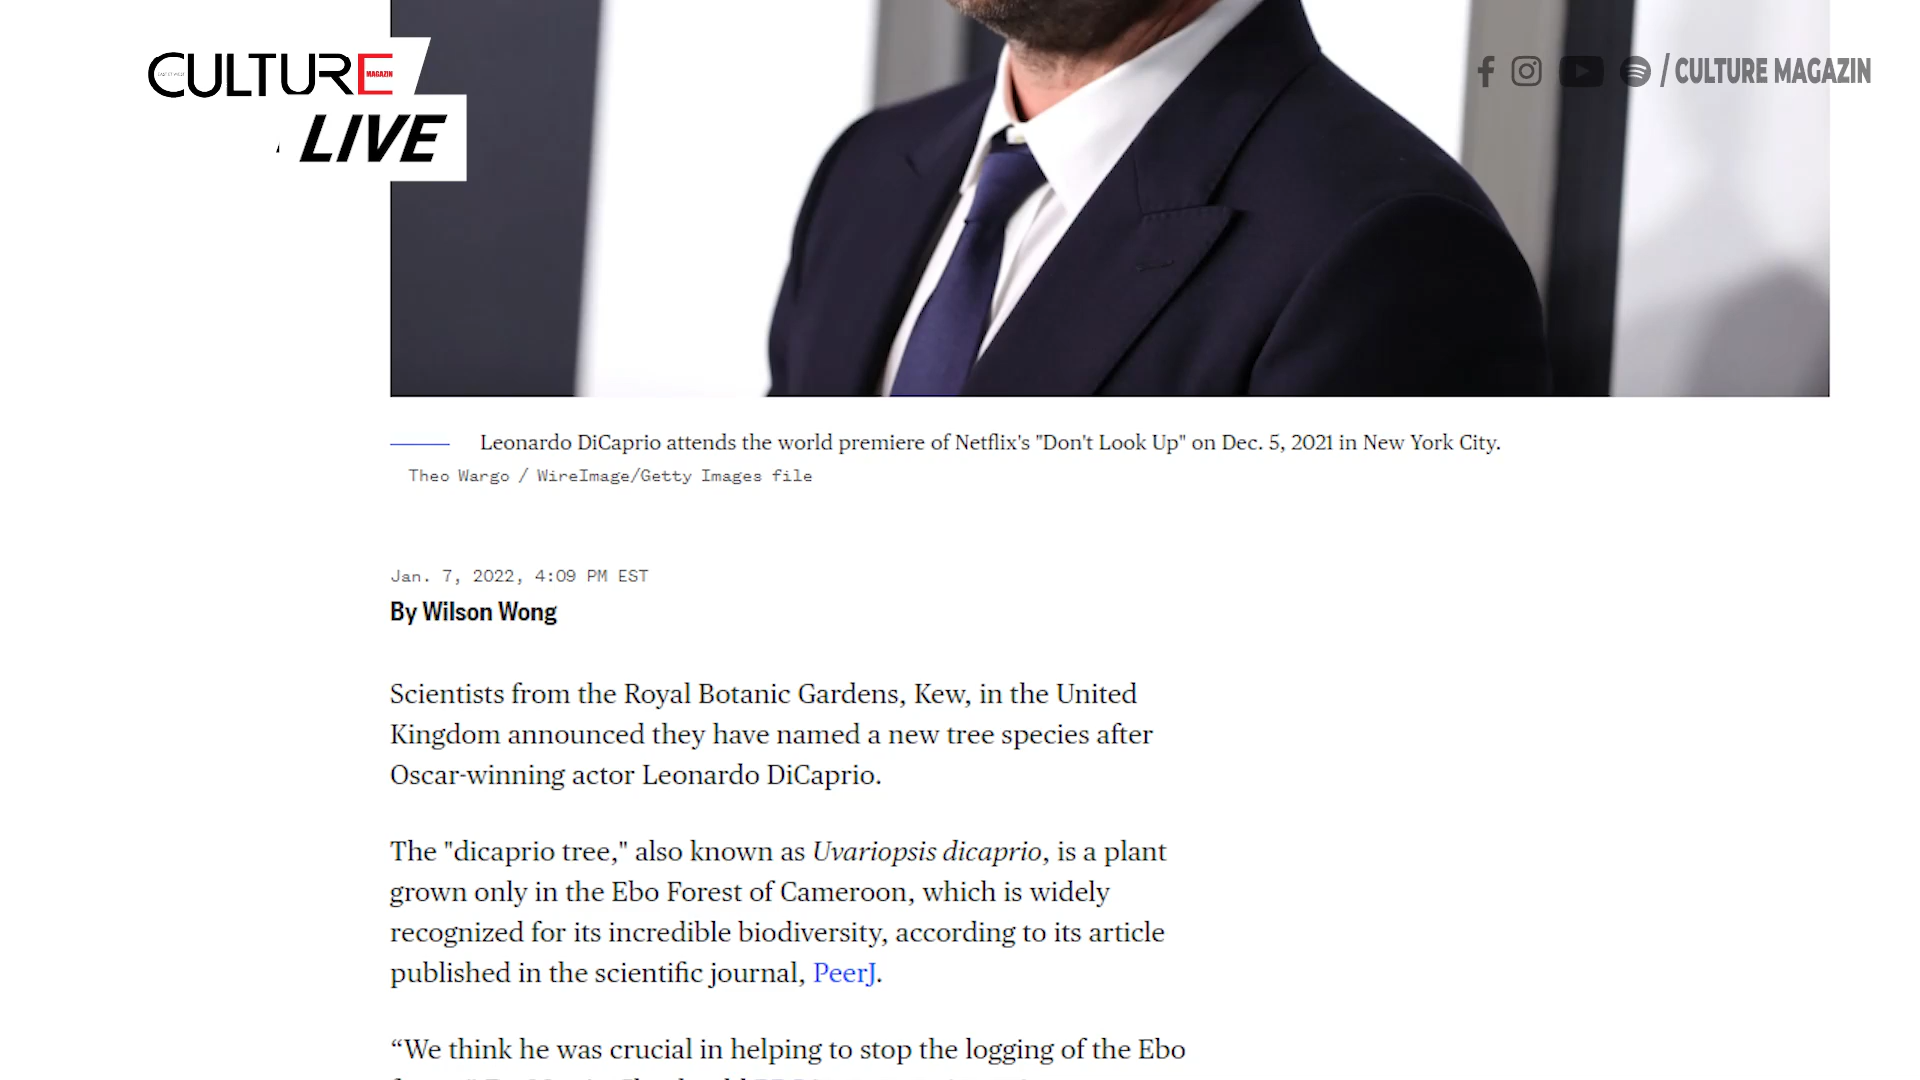 CULTURE
MAGAZIN
LIVE
/ CULTURE MAGAZIN
Leonardo DiCaprio attends the world premiere of Netflix's "Don't Look Up" on Dec. 5, 2021 in New York City.
Theo Wargo / WireImage/Getty Images file
Jan. 7, 2022, 4:09 PM EST
By Wilson Wong
Scientists from the Royal Botanic Gardens, Kew, in the United
Kingdom announced they have named a new tree species after
Oscar-winning actor Leonardo DiCaprio.
The "dicaprio tree," also known as Uvariopsis dicaprio, is a plant
grown only in the Ebo Forest of Cameroon, which is widely
recognized for its incredible biodiversity, according to its article
published in the scientific journal, PeerJ.
“We think he was crucial in helping to stop the logging of the Ebo